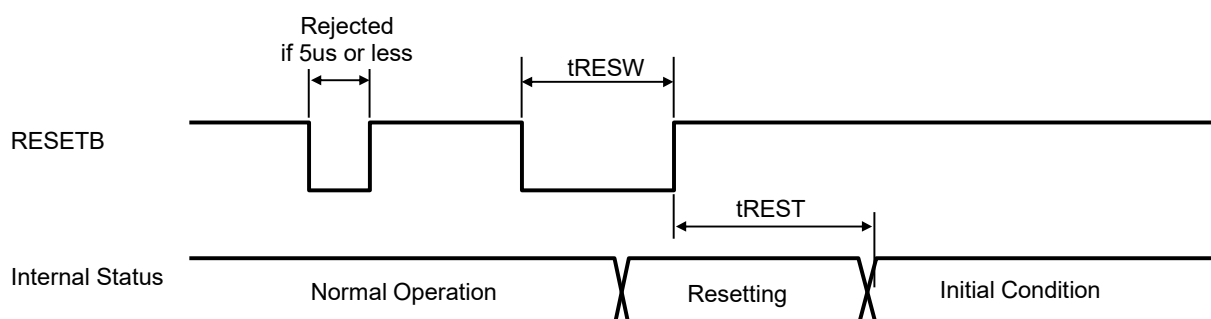 Rejected
if 5us or less
tRESW
RESETB
tREST
Internal Status
Normal Operation
Resetting
Initial Condition